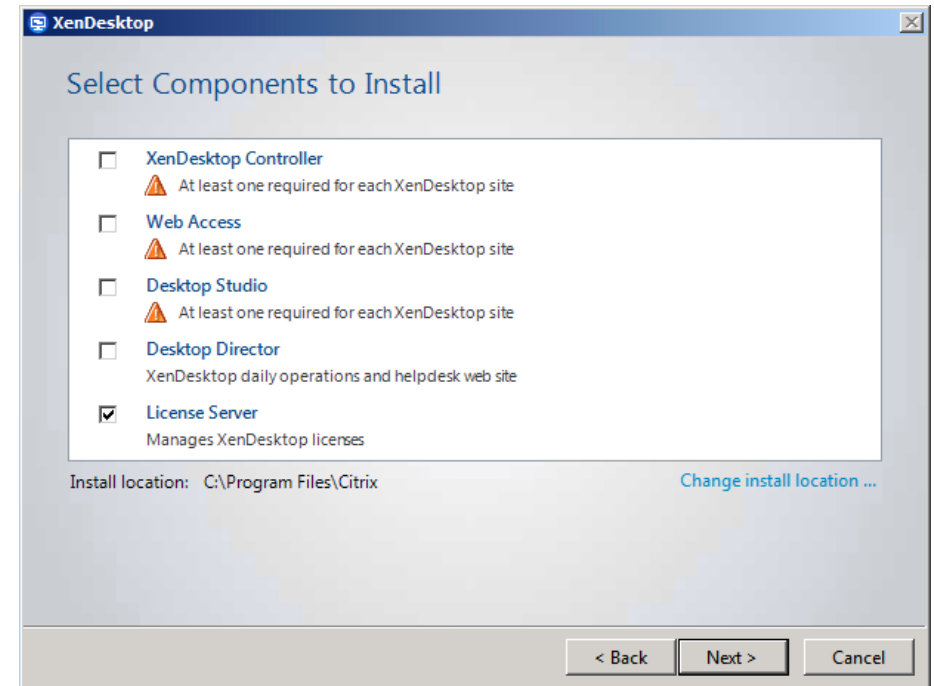 XenDesktop
Select Components to Install
XenDesktop Controller
At least one required for each XenDesktop site
Web Access
At least one required for each XenDesktop site
Desktop Studio
At least one required for each XenDesktop site
Desktop Director
XenDesktop daily operations and helpdesk web site
License Server
Manages XenDesktop licenses
Install location: C:\Program Files\Citrix Change install location ...
< Back Next > Cancel